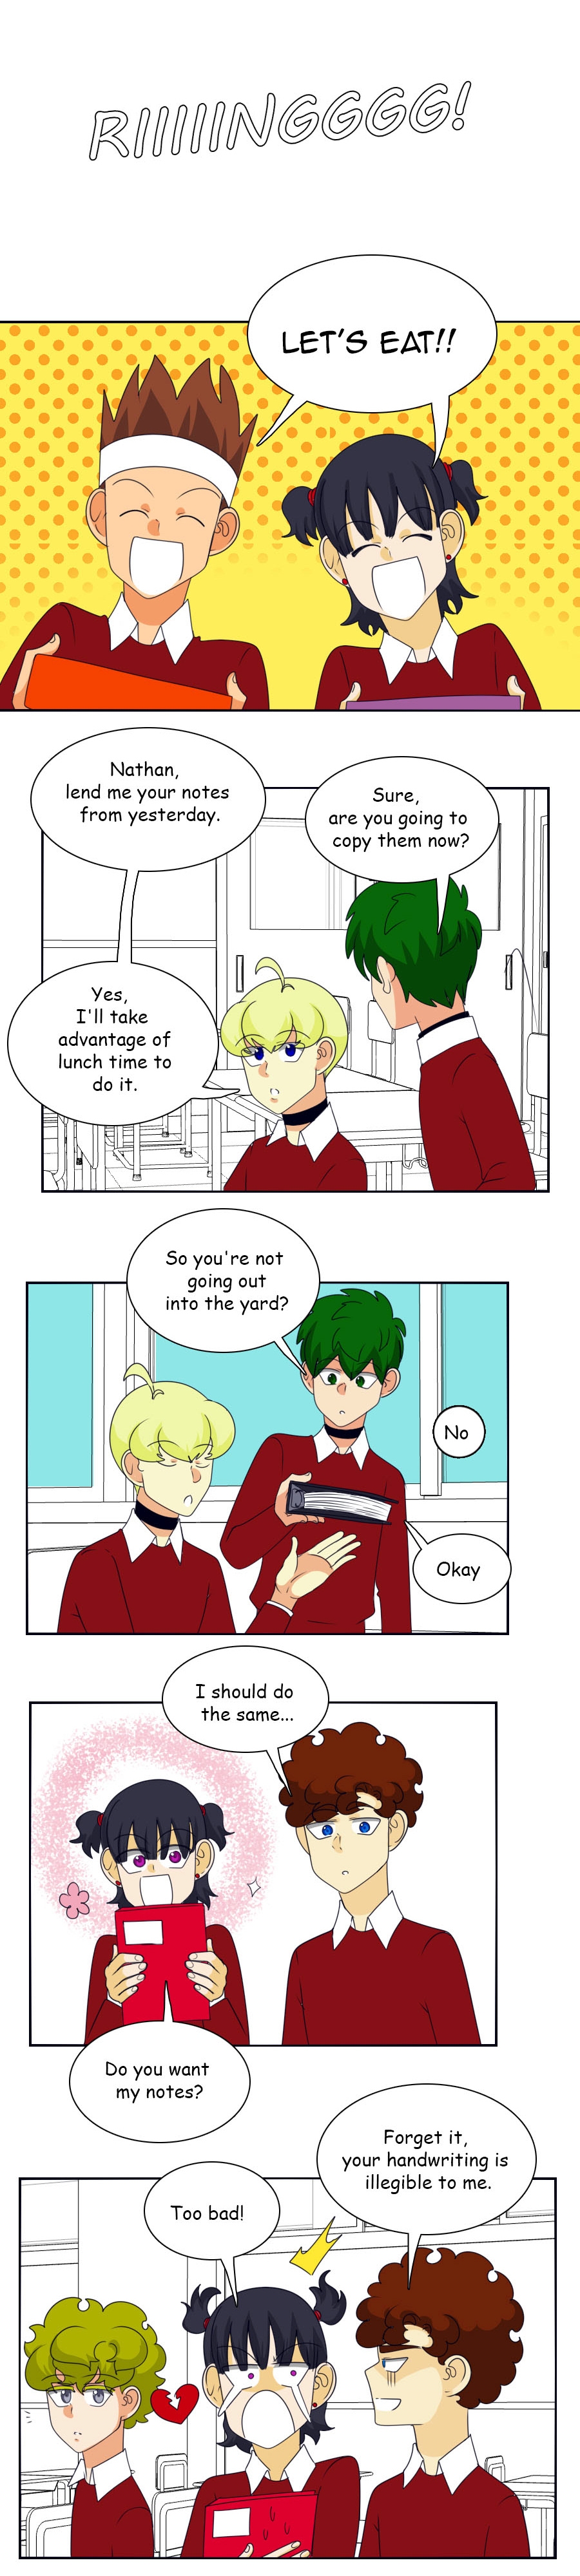 RIIIIINGGGG!
LET'S EAT!!
Nathan,
lend me your notes
from yesterday.
Sure,
are you going to
copy them now?
Yes,
I'll take
advantage of
lunch time to
do it.
So you're not
going out
into the yard?
No
Okay
I should do
the same...
Do you want
my notes?
Forget it,
your handwriting is
illegible to me.
Too bad!